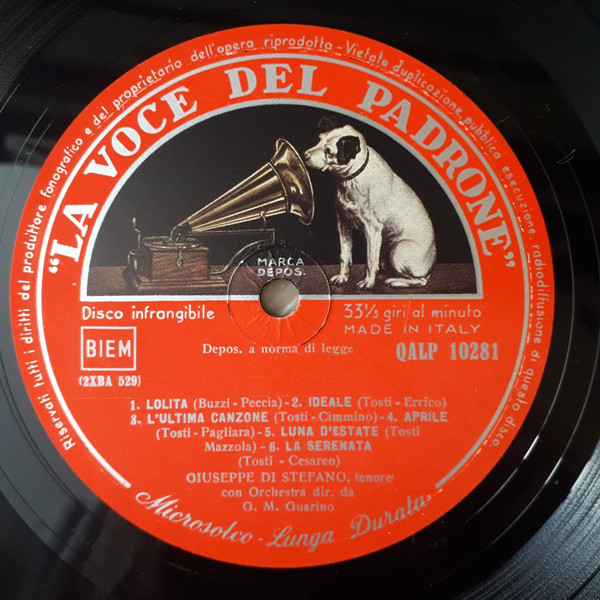 Riservati tutti i diritti del produttore fonografico e del proprietario dell'opera riprodotta - Vietate duplicazione, pubblica esecuzione, radiodiffusione di questo disco
"LA VOCE DEL PADRONE"
MARCA
DEPOS.
Disco infrangibile
33⅓ giri al minuto
MADE IN ITALY
BIEM
Depos. a norma di legge
QALP 10281
(2XBA 529)
1. LOLITA (Buzzi-Peccia) - 2. IDEALE (Tosti-Errico)
3. L'ULTIMA CANZONE (Tosti-Cimmino) - 4. APRILE
(Tosti-Pagliara) - 5. LUNA D'ESTATE (Tosti
Mazzola) - 6. LA SERENATA
(Tosti - Cesareo)
GIUSEPPE DI STEFANO, tenore
con Orchestra dir. da
G. M. Guarino
Microsolco - Lunga Durata